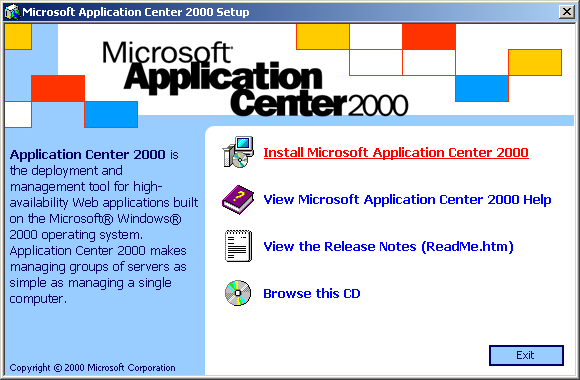 Microsoft Application Center 2000 Setup
Microsoft®
Application
Center 2000
Application Center 2000 is
the deployment and
management tool for high-
availability Web applications built
on the Microsoft® Windows®
2000 operating system.
Application Center 2000 makes
managing groups of servers as
simple as managing a single
computer.
Install Microsoft Application Center 2000
View Microsoft Application Center 2000 Help
View the Release Notes (ReadMe.htm)
Browse this CD
Exit
Copyright © 2000 Microsoft Corporation